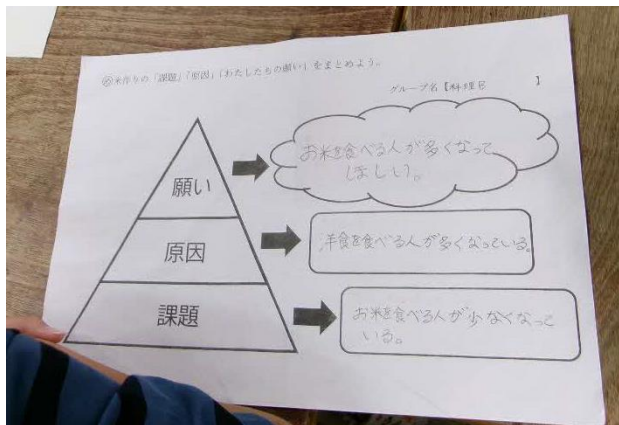 米作りの「課題」「原因」「わたしたちの願い」をまとめよう。
グループ名【料理B 】
願い
お米を食べる人が多くなって
ほしい。
原因
洋食を食べる人が多くなっている。
課題
お米を食べる人が少なくなって
いる。